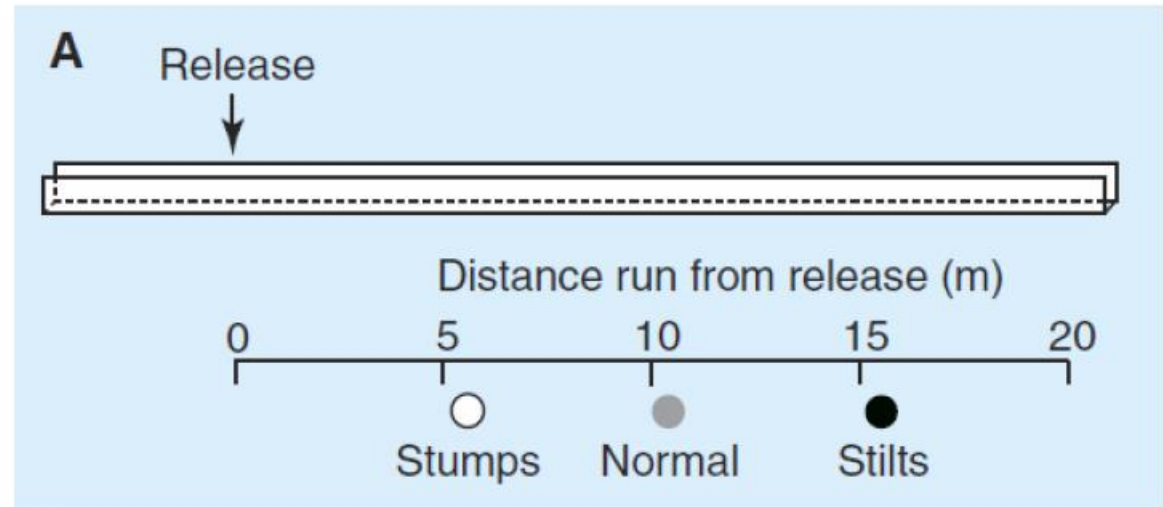 A
Release
Distance run from release (m)
0 5 10 15 20
Stumps Normal Stilts